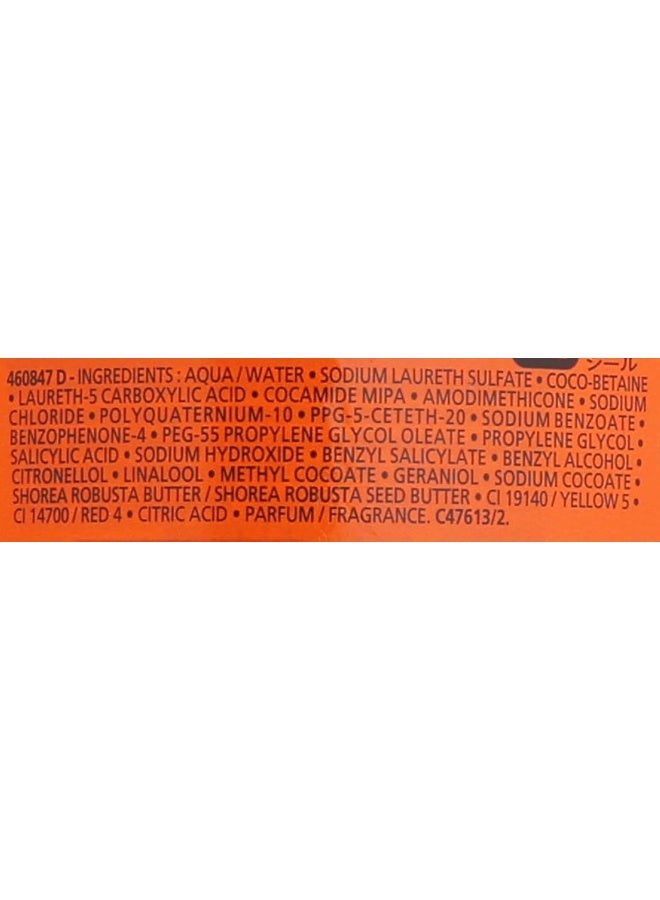 シール
460847 D - INGREDIENTS : AQUA / WATER • SODIUM LAURETH SULFATE • COCO-BETAINE
• LAURETH-5 CARBOXYLIC ACID • COCAMIDE MIPA • AMODIMETHICONE • SODIUM
CHLORIDE • POLYQUATERNIUM-10 • PPG-5-CETETH-20 • SODIUM BENZOATE •
BENZOPHENONE-4 • PEG-55 PROPYLENE GLYCOL OLEATE • PROPYLENE GLYCOL •
SALICYLIC ACID • SODIUM HYDROXIDE • BENZYL SALICYLATE • BENZYL ALCOHOL •
CITRONELLOL • LINALOOL • METHYL COCOATE • GERANIOL • SODIUM COCOATE •
SHOREA ROBUSTA BUTTER / SHOREA ROBUSTA SEED BUTTER • CI 19140 / YELLOW 5 •
CI 14700 / RED 4 • CITRIC ACID • PARFUM / FRAGRANCE. C47613/2.